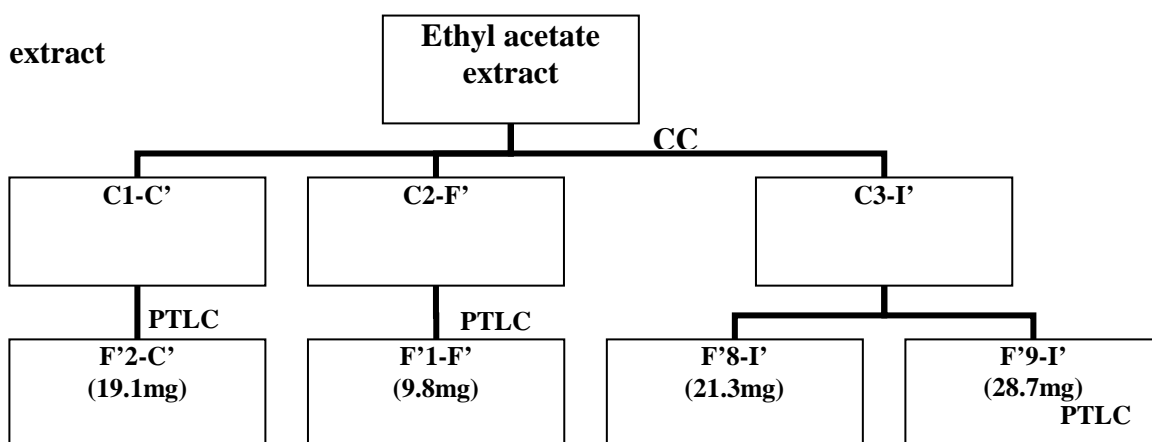 Ethyl acetate
extract
extract
CC
C1-C’
C2-F’
C3-I’
PTLC
PTLC
F’2-C’
(19.1mg)
F’1-F’
(9.8mg)
F’8-I’
(21.3mg)
F’9-I’
(28.7mg)
PTLC